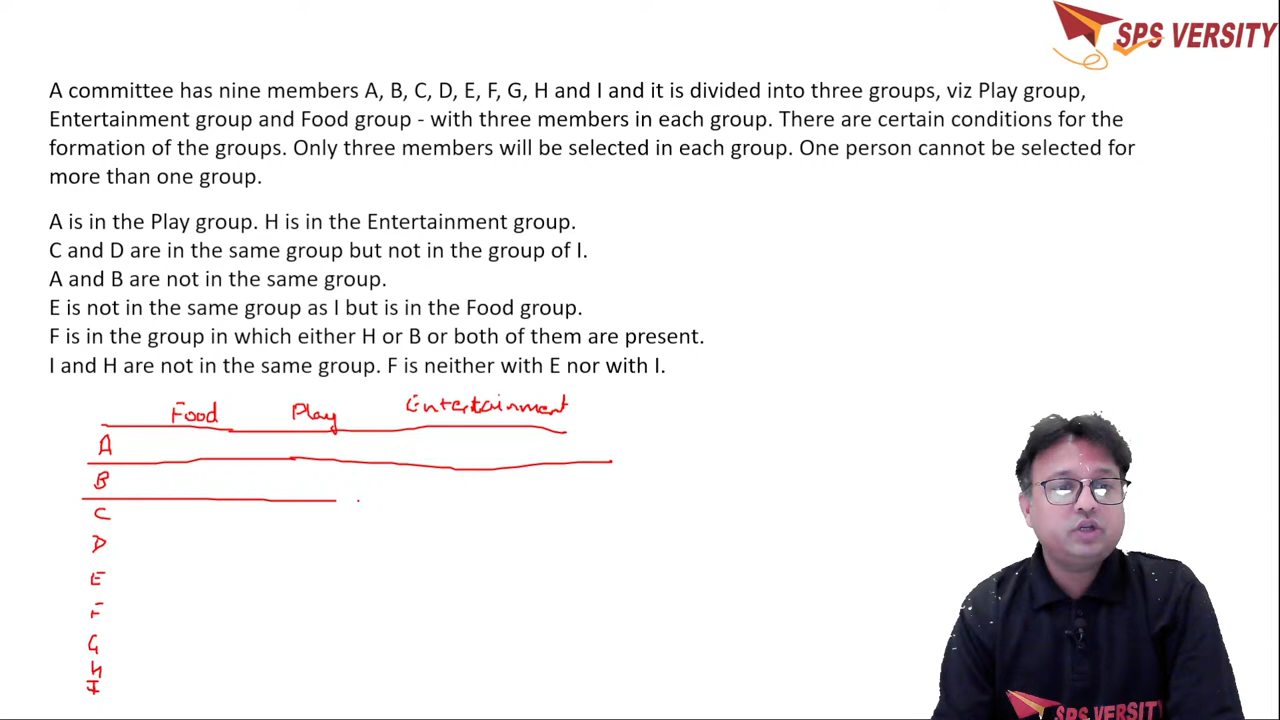 SPS VERSITY
A committee has nine members A, B, C, D, E, F, G, H and I and it is divided into three groups, viz Play group,
Entertainment group and Food group - with three members in each group. There are certain conditions for the
formation of the groups. Only three members will be selected in each group. One person cannot be selected for
more than one group.
A is in the Play group. H is in the Entertainment group.
C and D are in the same group but not in the group of I.
A and B are not in the same group.
E is not in the same group as I but is in the Food group.
F is in the group in which either H or B or both of them are present.
I and H are not in the same group. F is neither with E nor with I.
Food Play Entertainment
A
B
C
D
E
F
G
H
I
SPS VERSITY